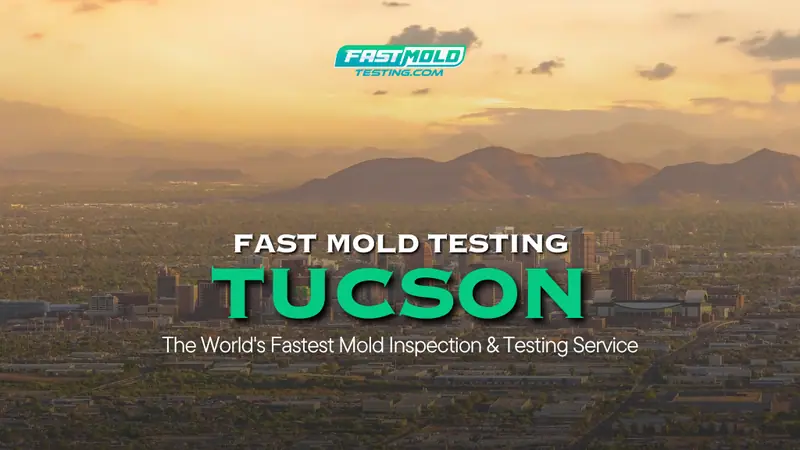 FASTMOLD
TESTING.COM
FAST MOLD TESTING
TUCSON
The World's Fastest Mold Inspection & Testing Service